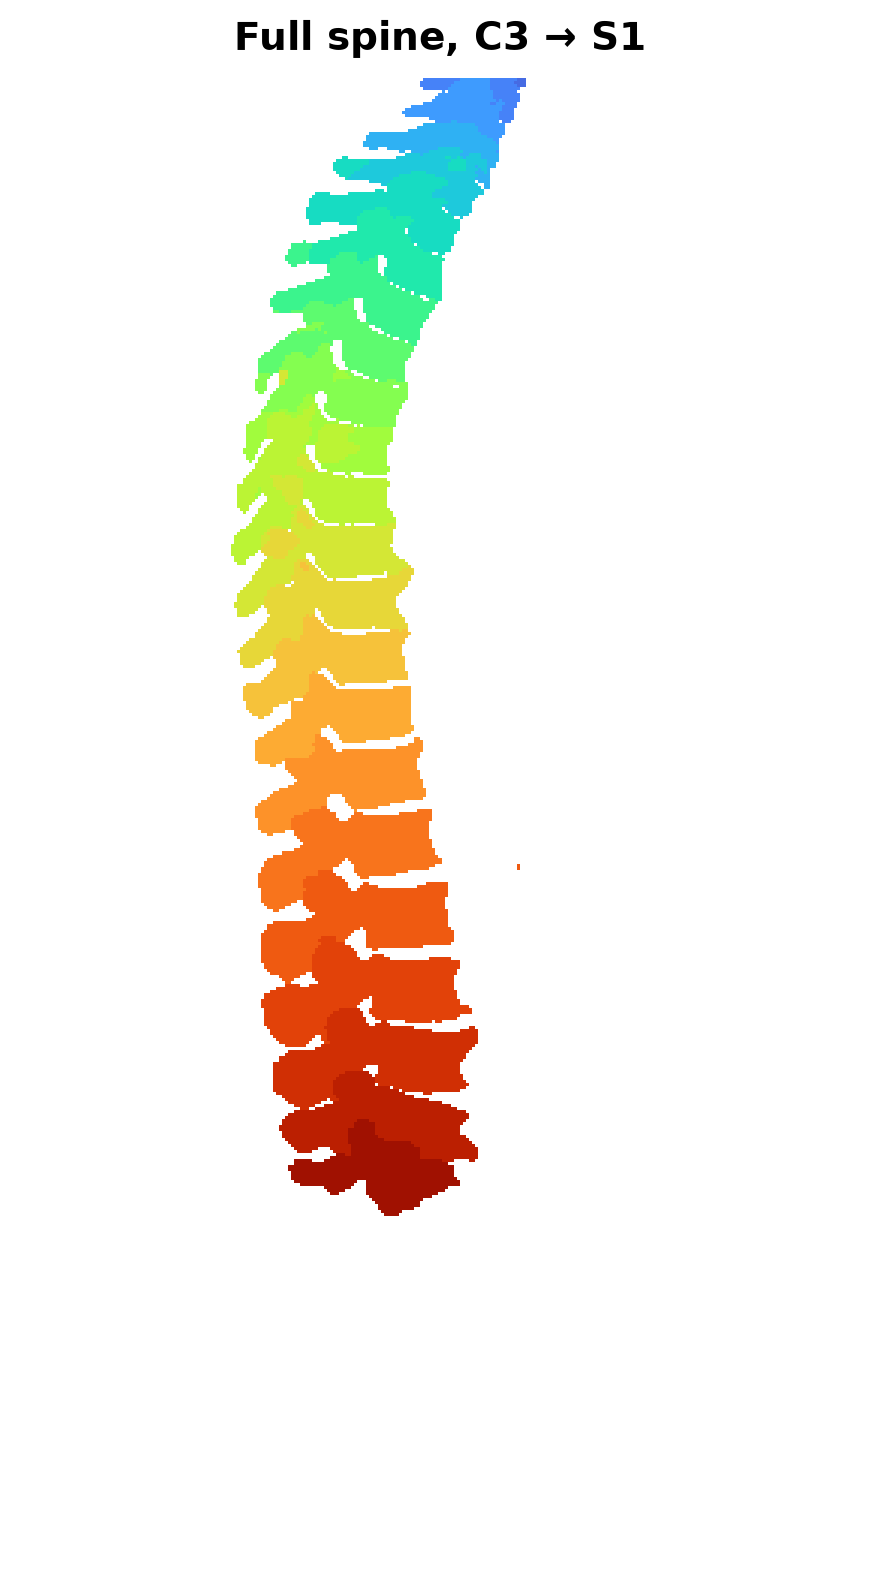 Full spine, C3 → S1